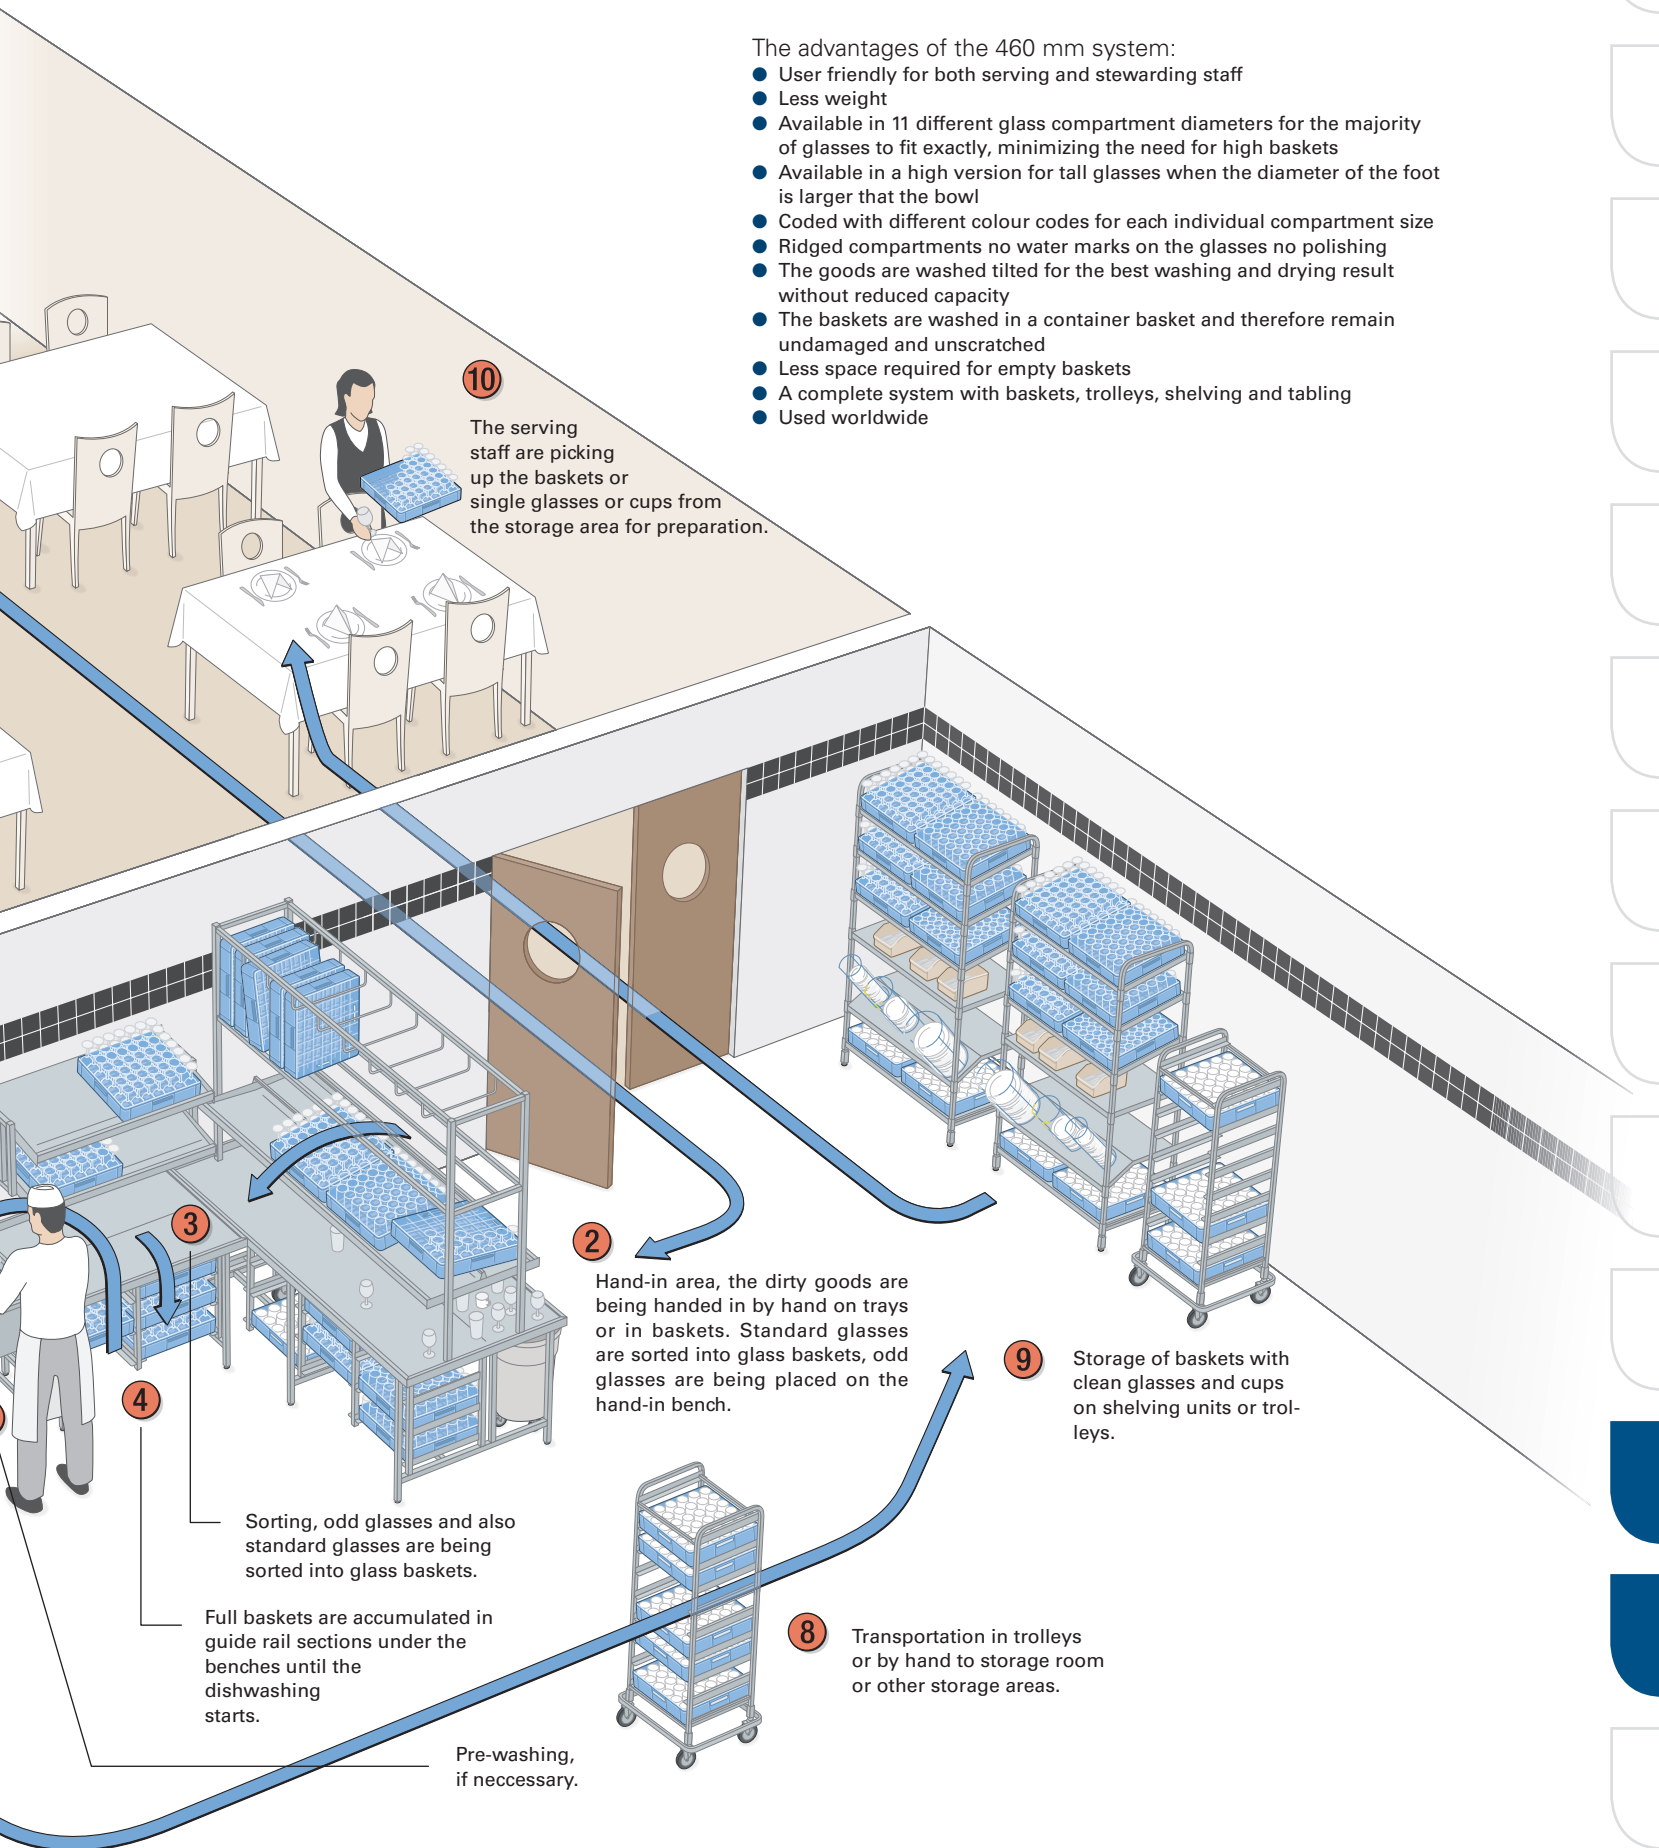 The advantages of the 460 mm system:
● User friendly for both serving and stewarding staff
● Less weight
● Available in 11 different glass compartment diameters for the majority
of glasses to fit exactly, minimizing the need for high baskets
● Available in a high version for tall glasses when the diameter of the foot
is larger that the bowl
● Coded with different colour codes for each individual compartment size
● Ridged compartments no water marks on the glasses no polishing
● The goods are washed tilted for the best washing and drying result
without reduced capacity
● The baskets are washed in a container basket and therefore remain
undamaged and unscratched
● Less space required for empty baskets
● A complete system with baskets, trolleys, shelving and tabling
● Used worldwide
10
The serving
staff are picking
up the baskets or
single glasses or cups from
the storage area for preparation.
3
2
Hand-in area, the dirty goods are
being handed in by hand on trays
or in baskets. Standard glasses
are sorted into glass baskets, odd
glasses are being placed on the
hand-in bench.
9
Storage of baskets with
clean glasses and cups
on shelving units or trol-
leys.
4
Sorting, odd glasses and also
standard glasses are being
sorted into glass baskets.
Full baskets are accumulated in
guide rail sections under the
benches until the
dishwashing
starts.
8
Transportation in trolleys
or by hand to storage room
or other storage areas.
Pre-washing,
if neccessary.